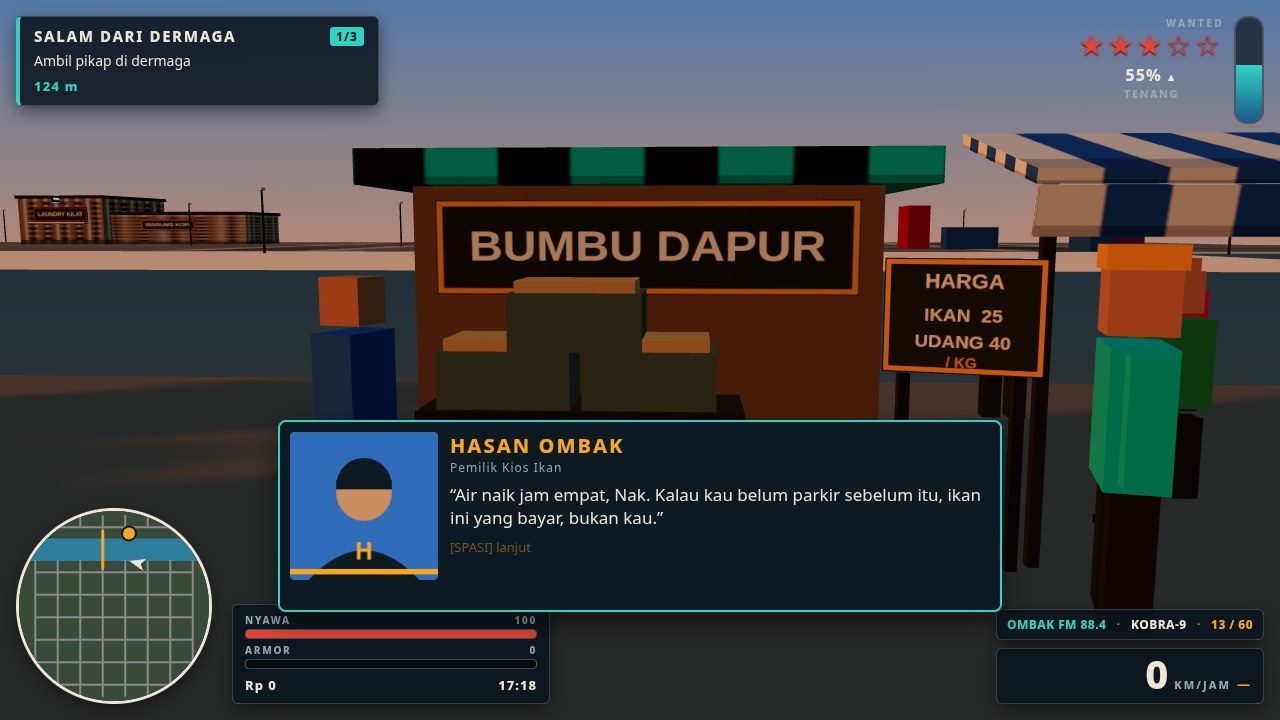 SALAM DARI DERMAGA
1/3
Ambil pikap di dermaga
124 m
WANTED
55% ▲
TENANG
LAUNDRY KILAT
WARUNG KOPI
BUMBU DAPUR
HARGA
IKAN 25
UDANG 40
/ KG
HASAN OMBAK
Pemilik Kios Ikan
“Air naik jam empat, Nak. Kalau kau belum parkir sebelum itu, ikan
ini yang bayar, bukan kau.”
[SPASI] lanjut
H
NYAWA 100
ARMOR 0
Rp 0 17:18
OMBAK FM 88.4 · KOBRA-9 · 13 / 60
0 KM/JAM —